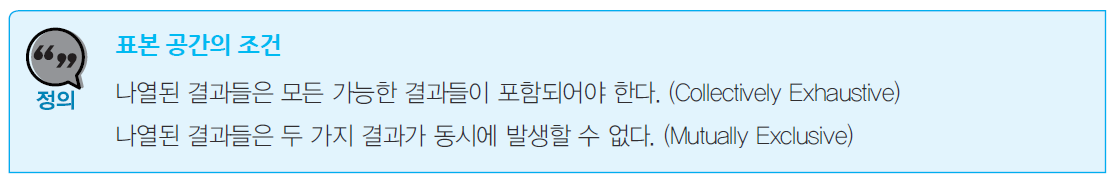 표본 공간의 조건
정의
나열된 결과들은 모든 가능한 결과들이 포함되어야 한다. (Collectively Exhaustive)
나열된 결과들은 두 가지 결과가 동시에 발생할 수 없다. (Mutually Exclusive)